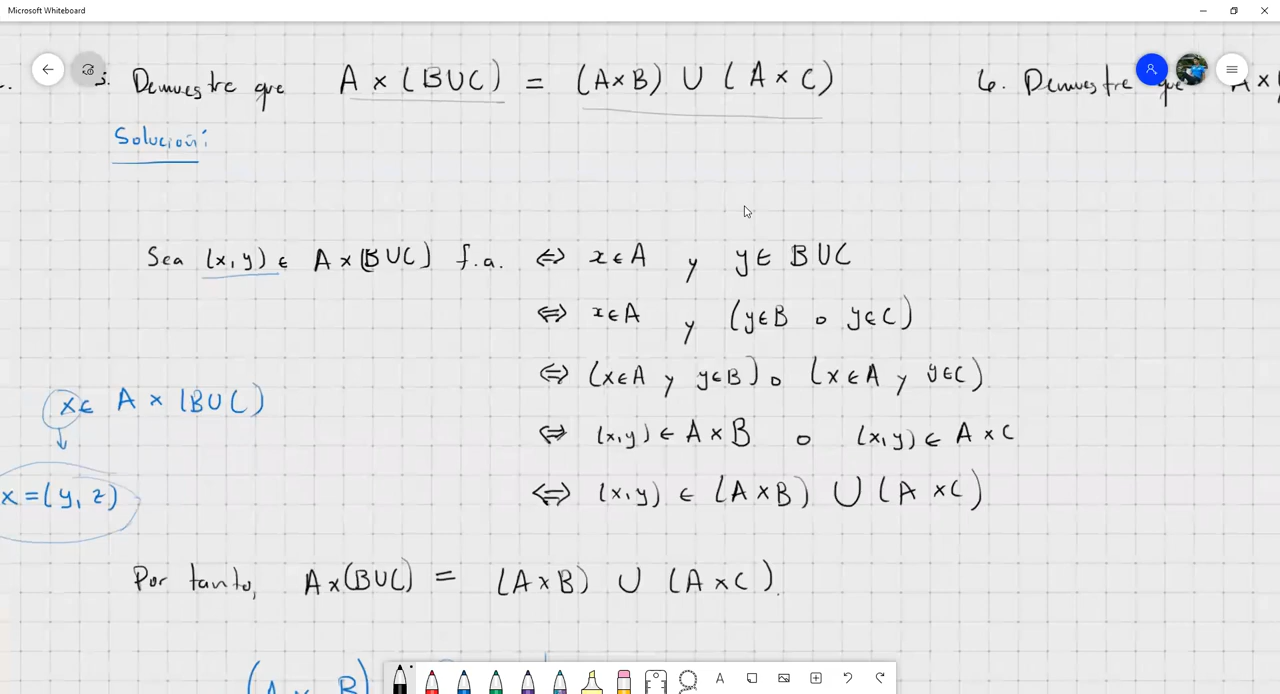 Microsoft Whiteboard
5. Demuestre que A × (B∪C) = (A×B) ∪ (A×C)
6. Demuestre que A ×
Solución:
Sea (x,y) ∈ A×(B∪C) f.a. ⇔ x∈A y y∈ B∪C
⇔ x∈A y (y∈B o y∈C)
⇔ (x∈A y y∈B) o (x∈A y y∈C)
x∈ A × (B∪C)
⇔ (x,y) ∈ A×B o (x,y) ∈ A×C
x=(y,z)
⇔ (x,y) ∈ (A×B) ∪ (A×C)
Por tanto, A×(B∪C) = (A×B) ∪ (A×C).
(A × B)